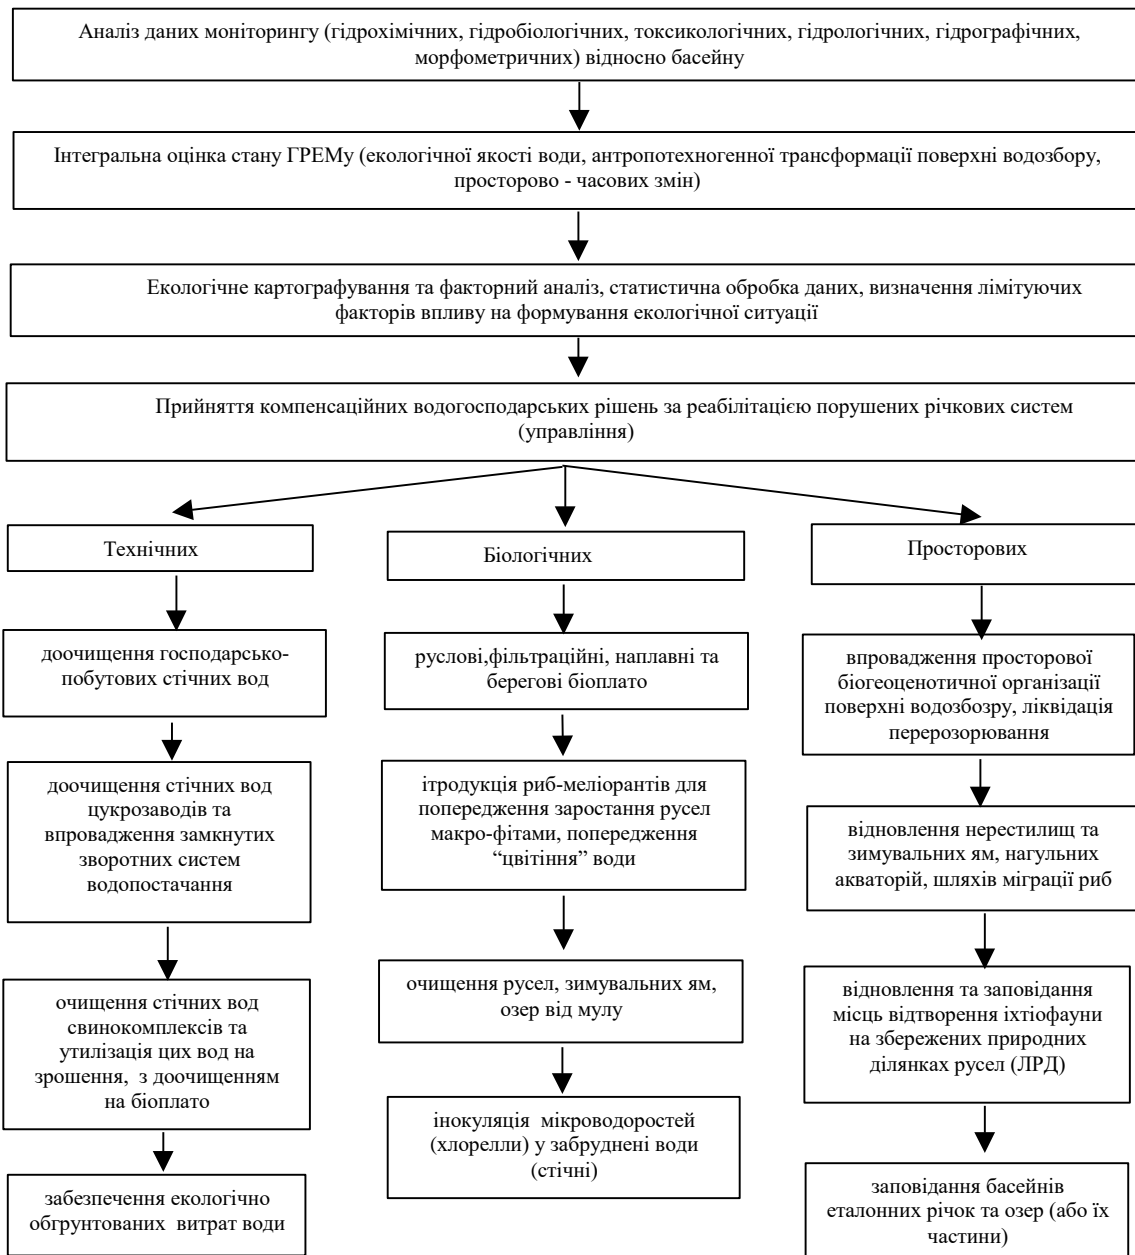 Аналіз даних моніторингу (гідрохімічних, гідробіологічних, токсикологічних, гідрологічних, гідрографічних,
морфометричних) відносно басейну
Інтегральна оцінка стану ГРЕМу (екологічної якості води, антропотехногенної трансформації поверхні водозбору,
просторово - часових змін)
Екологічне картографування та факторний аналіз, статистична обробка даних, визначення лімітуючих
факторів впливу на формування екологічної ситуації
Прийняття компенсаційних водогосподарських рішень за реабілітацією порушених річкових систем
(управління)
Технічних
Біологічних
Просторових
доочищення господарсько-
побутових стічних вод
доочищення стічних вод
цукрозаводів та
впровадження замкнутих
зворотних систем
водопостачання
очищення стічних вод
свинокомплексів та
утилізація цих вод на
зрошення, з доочищенням
на біоплато
забезпечення екологічно
обгрунтованих витрат води
руслові,фільтраційні, наплавні та
берегові біоплато
ітродукція риб-меліорантів для
попередження заростання русел
макро-фітами, попередження
“цвітіння” води
очищення русел, зимувальних ям,
озер від мулу
інокуляція мікроводоростей
(хлорелли) у забруднені води
(стічні)
впровадження просторової
біогеоценотичної організації
поверхні водозбозру, ліквідація
перерозорювання
відновлення нерестилищ та
зимувальних ям, нагульних
акваторій, шляхів міграції риб
відновлення та заповідання
місць відтворення іхтіофауни
на збережених природних
ділянках русел (ЛРД)
заповідання басейнів
еталонних річок та озер (або їх
частини)